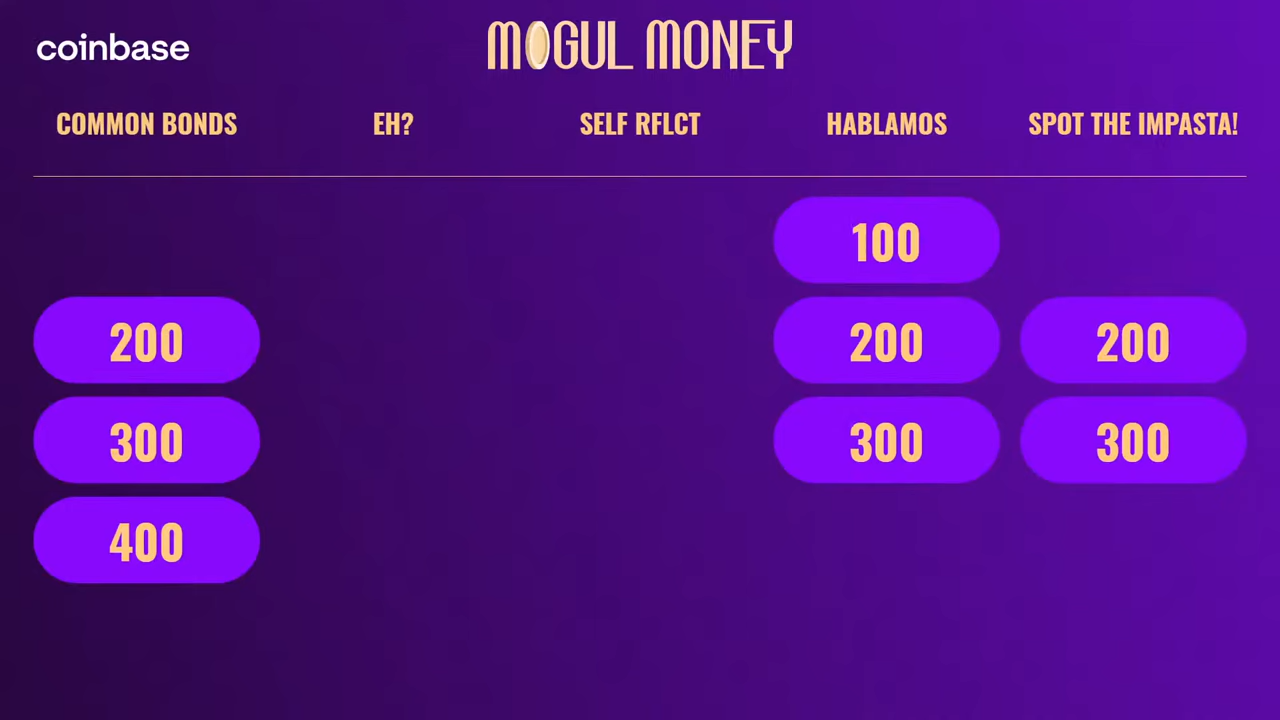 coinbase
MOGUL MONEY
COMMON BONDS
EH?
SELF RFLCT
HABLAMOS
SPOT THE IMPASTA!
100
200
200
200
300
300
300
400